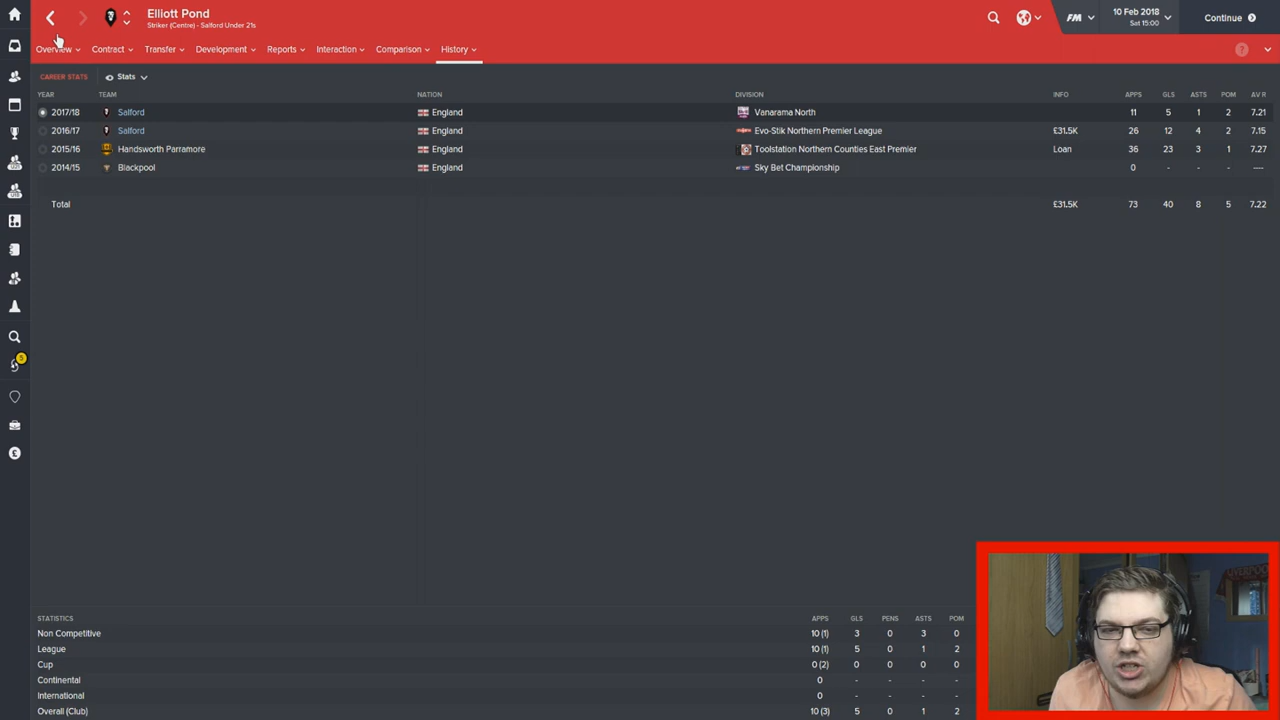 Elliott Pond
Striker (Centre) - Salford Under 21s
FM
10 Feb 2018
Sat 15:00
Continue
Overview
Contract
Transfer
Development
Reports
Interaction
Comparison
History
CAREER STATS
Stats
YEAR TEAM NATION DIVISION INFO APPS GLS ASTS POM AV R
2017/18 Salford England Vanarama North 11 5 1 2 7.21
2016/17 Salford England Evo-Stik Northern Premier League £31.5K 26 12 4 2 7.15
2015/16 Handsworth Parramore England Toolstation Northern Counties East Premier Loan 36 23 3 1 7.27
2014/15 Blackpool England Sky Bet Championship 0 - - - ---
Total £31.5K 73 40 8 5 7.22
5
STATISTICS APPS GLS PENS ASTS POM
Non Competitive 10 (1) 3 0 3 0
League 10 (1) 5 0 1 2
Cup 0 (2) 0 0 0 0
Continental 0 - - - -
International 0 - - - -
Overall (Club) 10 (3) 5 0 1 2